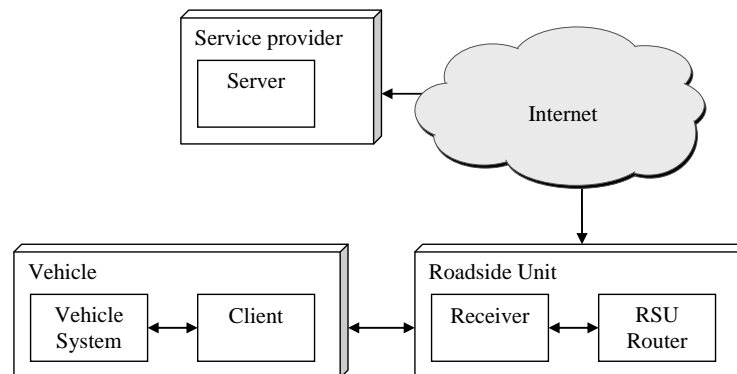 Service provider
Server
Internet
Vehicle
Vehicle
System
Client
Roadside Unit
Receiver
RSU
Router